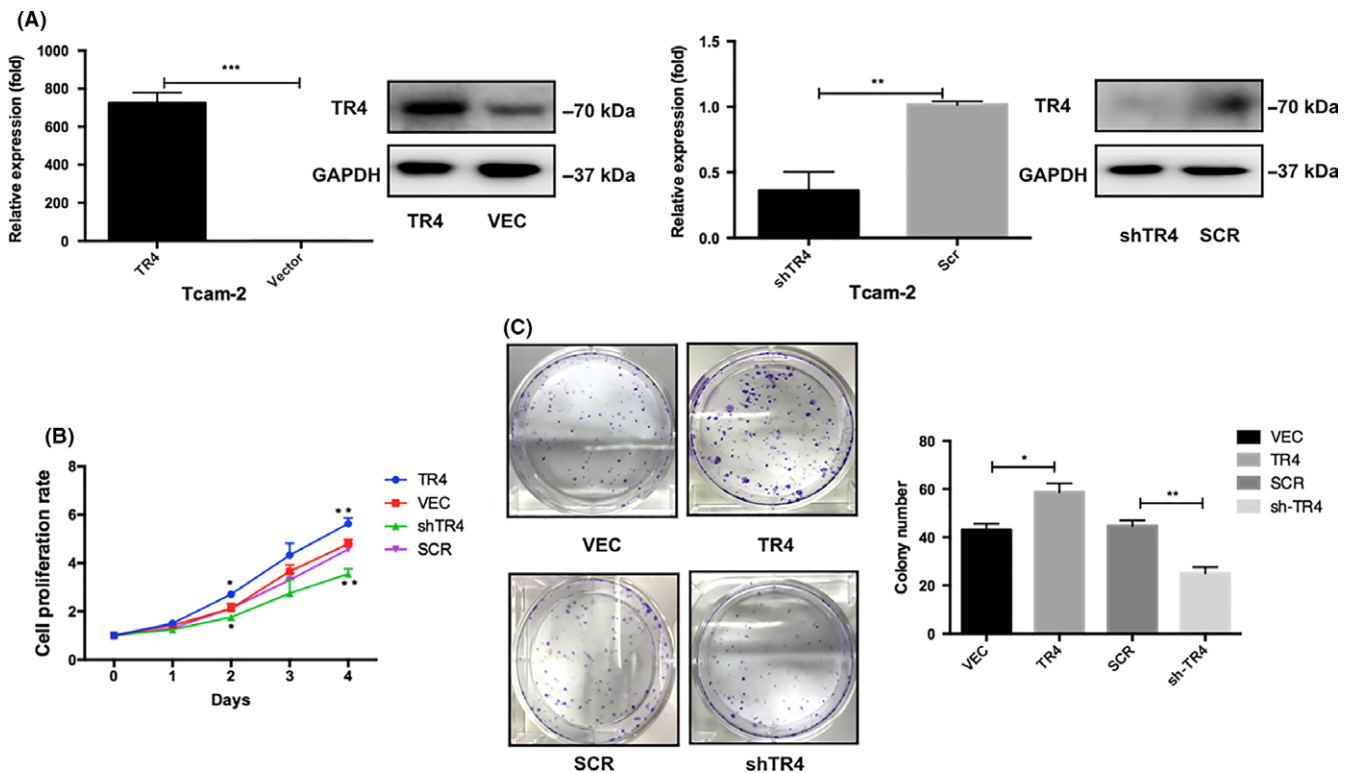 (A)
Relative expression (fold)
1000
800
600
400
200
0
***
TR4
Vector
Tcam-2
TR4
–70 kDa
GAPDH
–37 kDa
TR4 VEC
Relative expression (fold)
1.5
1.0
0.5
0.0
**
shTR4
Scr
Tcam-2
TR4
–70 kDa
GAPDH
–37 kDa
shTR4 SCR
(B)
Cell proliferation rate
8
6
4
2
0
* *
*
*
* *
0 1 2 3 4
Days
TR4
VEC
shTR4
SCR
(C)
VEC
TR4
SCR
shTR4
Colony number
80
60
40
20
0
*
**
VEC
TR4
SCR
sh-TR4
VEC
TR4
SCR
sh-TR4